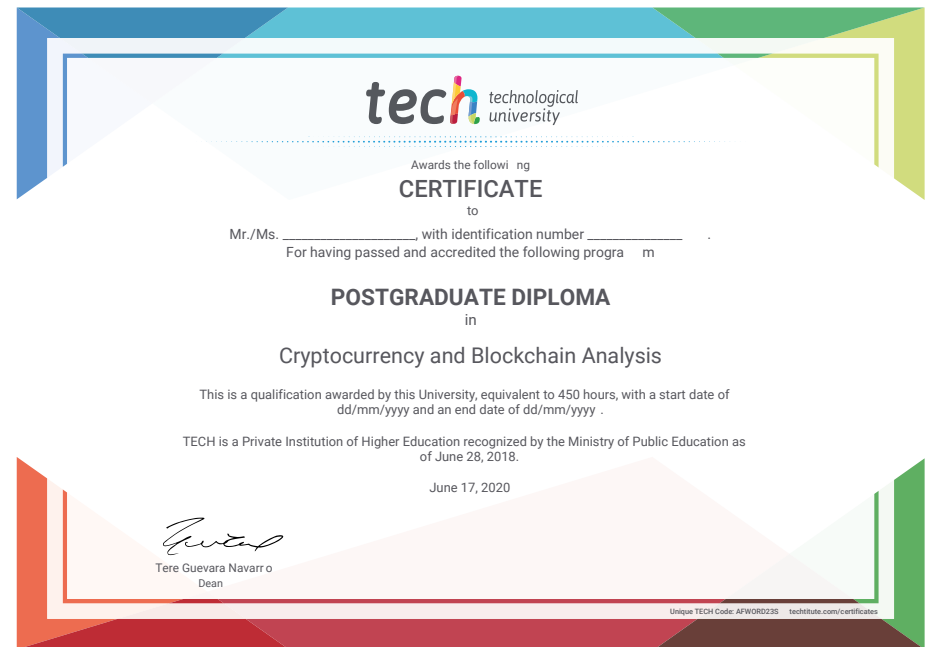 tech technological
university
Awards the followi ng
CERTIFICATE
to
Mr./Ms. _____________________, with identification number _______________ .
For having passed and accredited the following progra m
POSTGRADUATE DIPLOMA
in
Cryptocurrency and Blockchain Analysis
This is a qualification awarded by this University, equivalent to 450 hours, with a start date of
dd/mm/yyyy and an end date of dd/mm/yyyy .
TECH is a Private Institution of Higher Education recognized by the Ministry of Public Education as
of June 28, 2018.
June 17, 2020
Tere Guevara Navarr o
Dean
Unique TECH Code: AFWORD23S techtitute.com/certificates